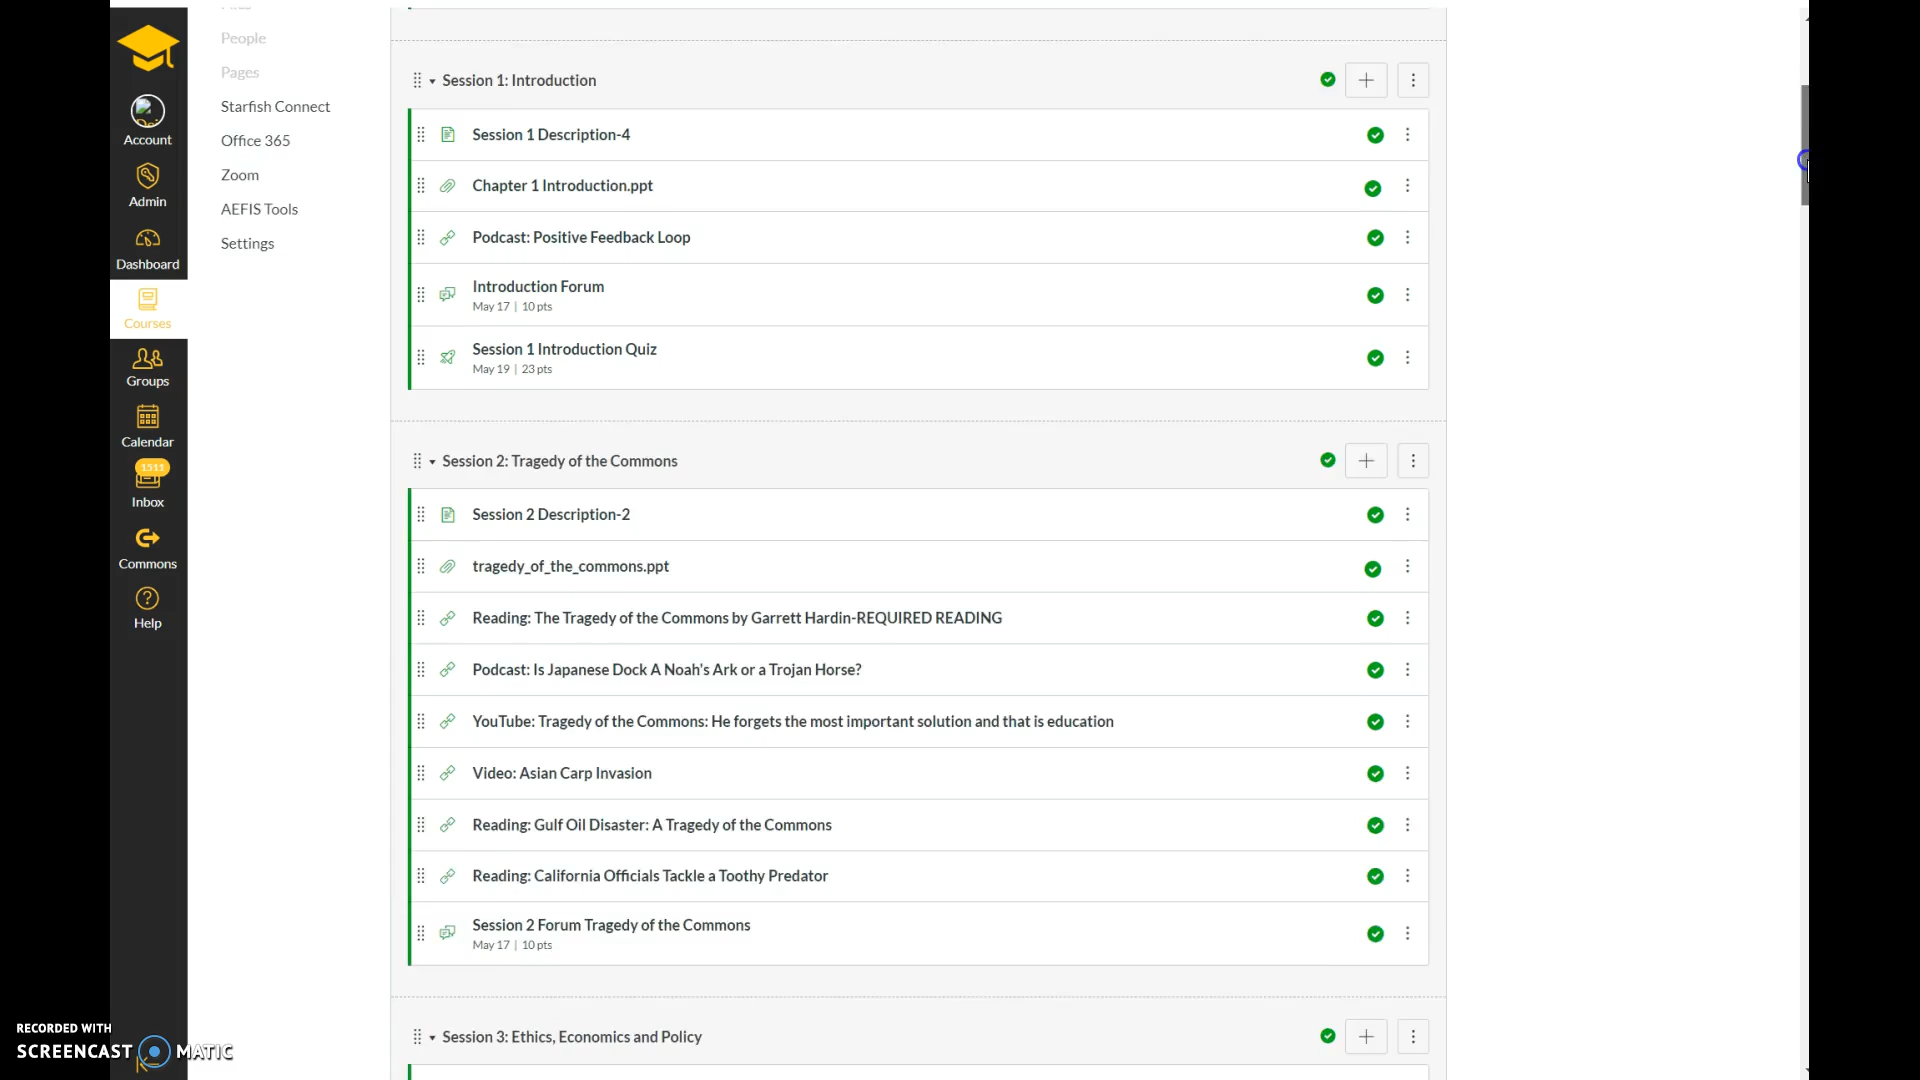 People
Pages
Starfish Connect
Office 365
Zoom
AEFIS Tools
Settings
Account
Admin
Dashboard
Courses
Groups
Calendar
1511
Inbox
Commons
Help
Session 1: Introduction
Session 1 Description-4
Chapter 1 Introduction.ppt
Podcast: Positive Feedback Loop
Introduction Forum
May 17 | 10 pts
Session 1 Introduction Quiz
May 19 | 23 pts
Session 2: Tragedy of the Commons
Session 2 Description-2
tragedy_of_the_commons.ppt
Reading: The Tragedy of the Commons by Garrett Hardin-REQUIRED READING
Podcast: Is Japanese Dock A Noah's Ark or a Trojan Horse?
YouTube: Tragedy of the Commons: He forgets the most important solution and that is education
Video: Asian Carp Invasion
Reading: Gulf Oil Disaster: A Tragedy of the Commons
Reading: California Officials Tackle a Toothy Predator
Session 2 Forum Tragedy of the Commons
May 17 | 10 pts
Session 3: Ethics, Economics and Policy
RECORDED WITH
SCREENCAST MATIC